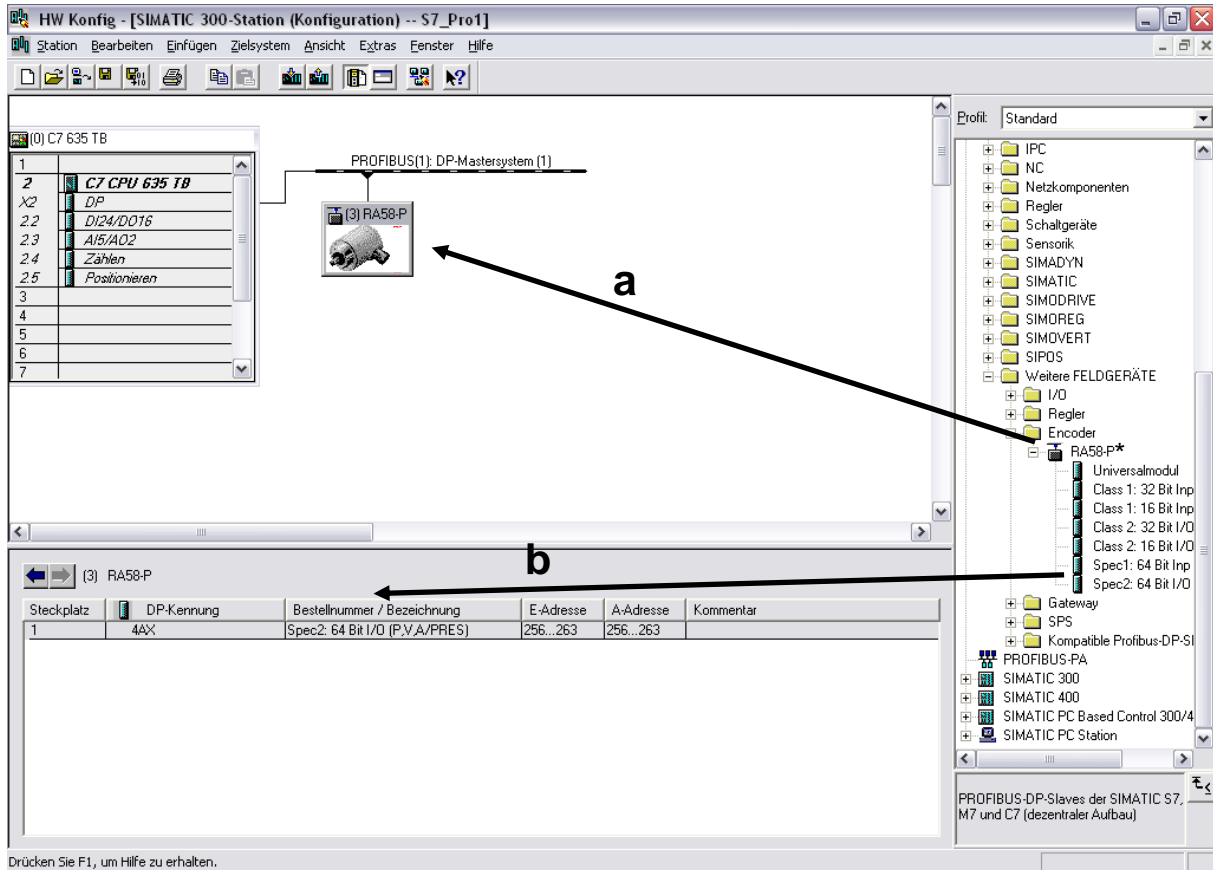 HW Konfig - [SIMATIC 300-Station (Konfiguration) -- S7_Pro1]
Station Bearbeiten Einfügen Zielsystem Ansicht Extras Fenster Hilfe
(0) C7 635 TB
1
2 C7 CPU 635 TB
X2 DP
2.2 DI24/DO16
2.3 AI5/AO2
2.4 Zählen
2.5 Positionieren
3
4
5
6
7
PROFIBUS(1): DP-Mastersystem (1)
(3) RA58-P
a
Profil: Standard
IPC
NC
Netzkomponenten
Regler
Schaltgeräte
Sensorik
SIMADYN
SIMATIC
SIMODRIVE
SIMOREG
SIMOVERT
SIPOS
Weitere FELDGERÄTE
I/O
Regler
Encoder
RA58-P*
Universalmodul
Class 1: 32 Bit Inp
Class 1: 16 Bit Inp
Class 2: 32 Bit I/O
Class 2: 16 Bit I/O
Spec1: 64 Bit Inp
Spec2: 64 Bit I/O
Gateway
SPS
Kompatible Profibus-DP-Sl
PROFIBUS-PA
SIMATIC 300
SIMATIC 400
SIMATIC PC Based Control 300/4
SIMATIC PC Station
PROFIBUS-DP-Slaves der SIMATIC S7,
M7 und C7 (dezentraler Aufbau)
b
(3) RA58-P
Steckplatz DP-Kennung Bestellnummer / Bezeichnung E-Adresse A-Adresse Kommentar
1 4AX Spec2: 64 Bit I/O (P,V,A/PRES) 256...263 256...263
Drücken Sie F1, um Hilfe zu erhalten.